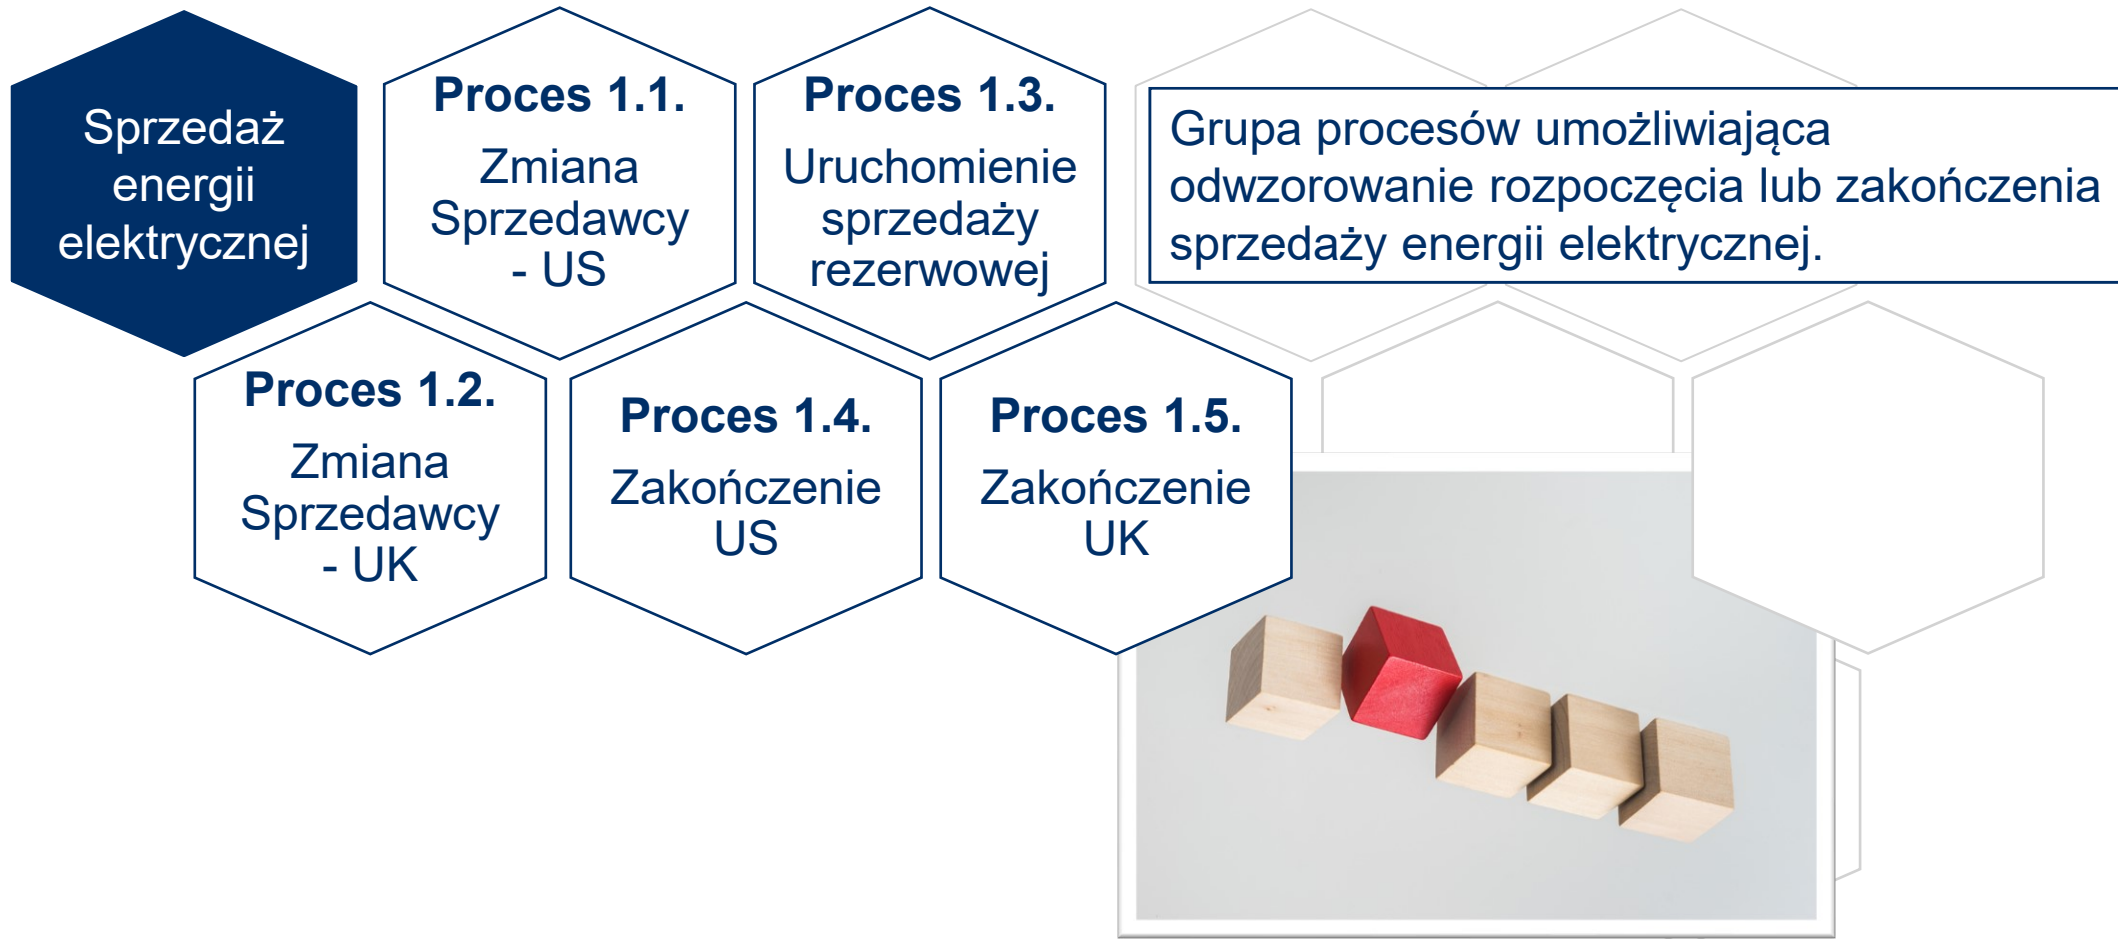 Sprzedaż
energii
elektrycznej
Proces 1.1.
Zmiana
Sprzedawcy
- US
Proces 1.3.
Uruchomienie
sprzedaży
rezerwowej
Grupa procesów umożliwiająca
odwzorowanie rozpoczęcia lub zakończenia
sprzedaży energii elektrycznej.
Proces 1.2.
Zmiana
Sprzedawcy
- UK
Proces 1.4.
Zakończenie
US
Proces 1.5.
Zakończenie
UK